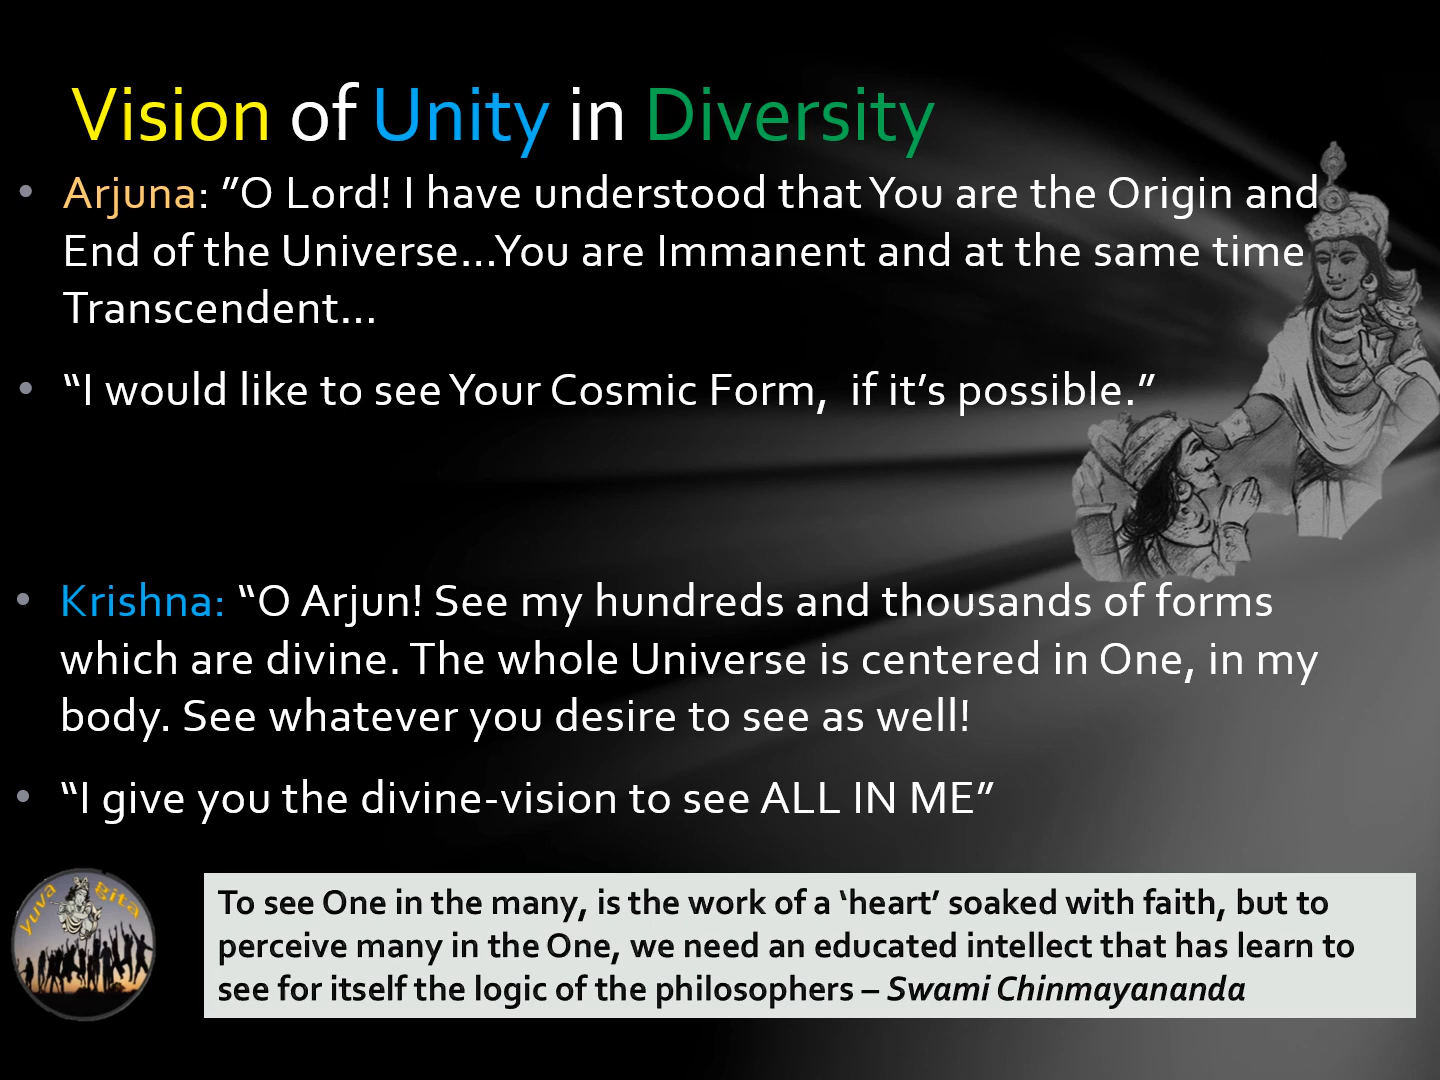 Vision of Unity in Diversity
• Arjuna: ”O Lord! I have understood that You are the Origin and
End of the Universe…You are Immanent and at the same time
Transcendent…
• “I would like to see Your Cosmic Form,  if it’s possible.”
• Krishna: “O Arjun! See my hundreds and thousands of forms
which are divine. The whole Universe is centered in One, in my
body. See whatever you desire to see as well!
• “I give you the divine-vision to see ALL IN ME”
yuva gita
To see One in the many, is the work of a ‘heart’ soaked with faith, but to
perceive many in the One, we need an educated intellect that has learn to
see for itself the logic of the philosophers – Swami Chinmayananda